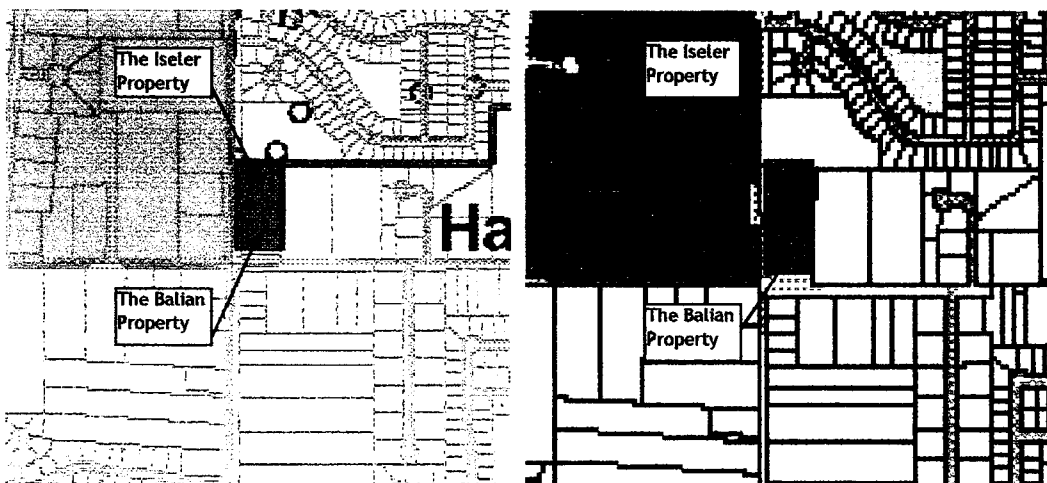 The Iseler
Property
Ha
The Balian
Property
The Iseler
Property
The Balian
Property